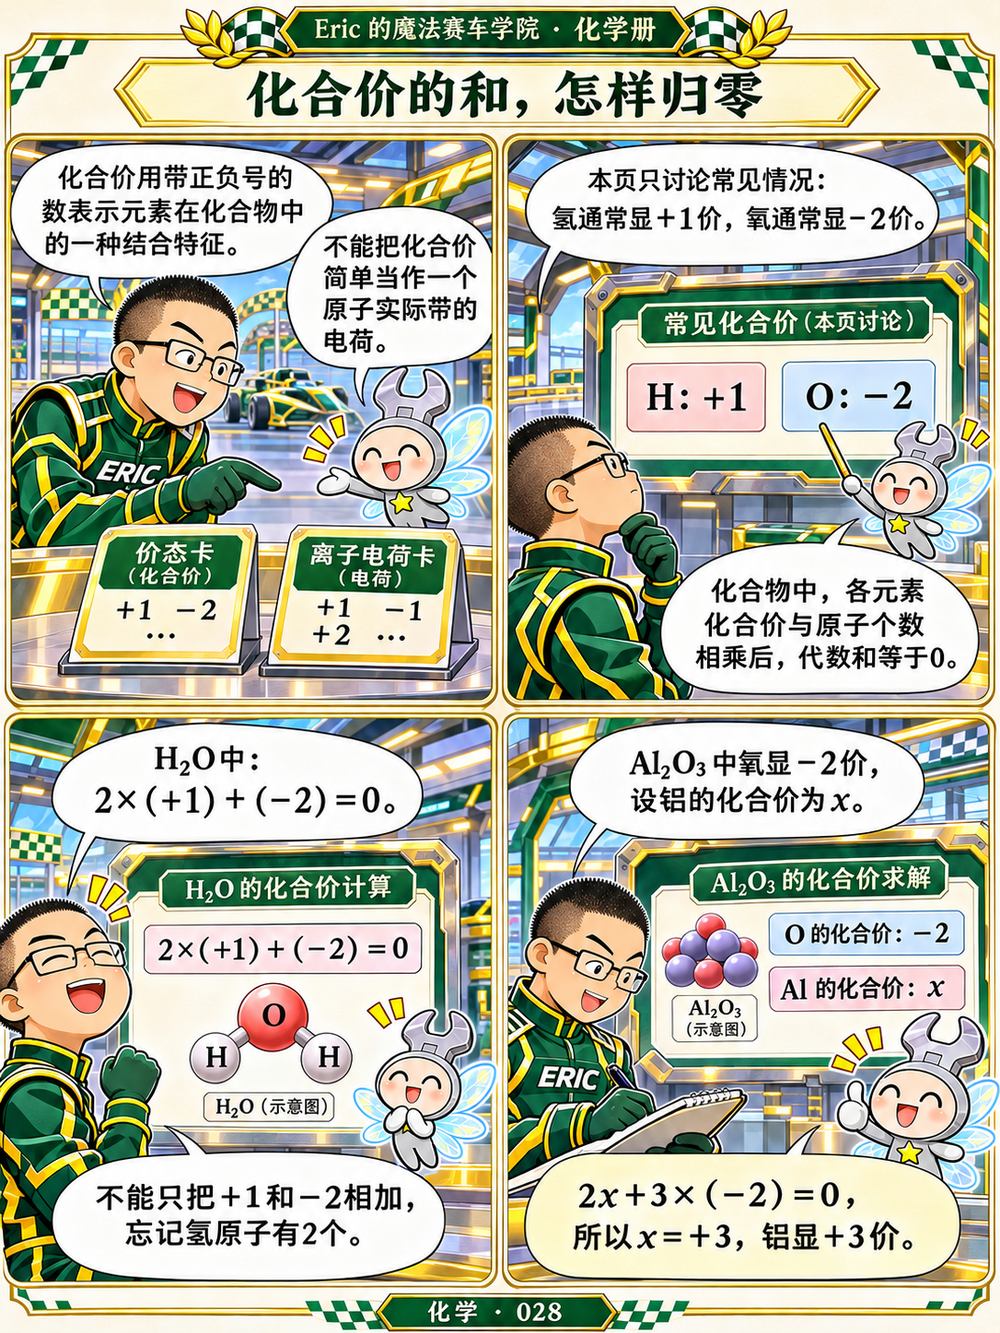 Eric 的魔法赛车学院 · 化学册
化合价的和，怎样归零
化合价用带正负号的
数表示元素在化合物中
的一种结合特征。
不能把化合价
简单当作一个
原子实际带的
电荷。
ERIC
价态卡
（化合价）
+1 −2
…
离子电荷卡
（电荷）
+1 −1
+2 …
本页只讨论常见情况：
氢通常显+1价，氧通常显−2价。
常见化合价（本页讨论）
H：+1
O：−2
化合物中，各元素
化合价与原子个数
相乘后，代数和等于0。
H₂O中：
2×(+1)+(−2)=0。
H₂O 的化合价计算
2×(+1)+(−2)=0
O
H
H
H₂O（示意图）
不能只把+1和−2相加，
忘记氢原子有2个。
Al₂O₃ 中氧显−2价，
设铝的化合价为 x。
Al₂O₃ 的化合价求解
O 的化合价：−2
Al 的化合价：x
Al₂O₃
（示意图）
ERIC
2x+3×(−2)=0，
所以 x=+3，铝显+3价。
化学 · 028